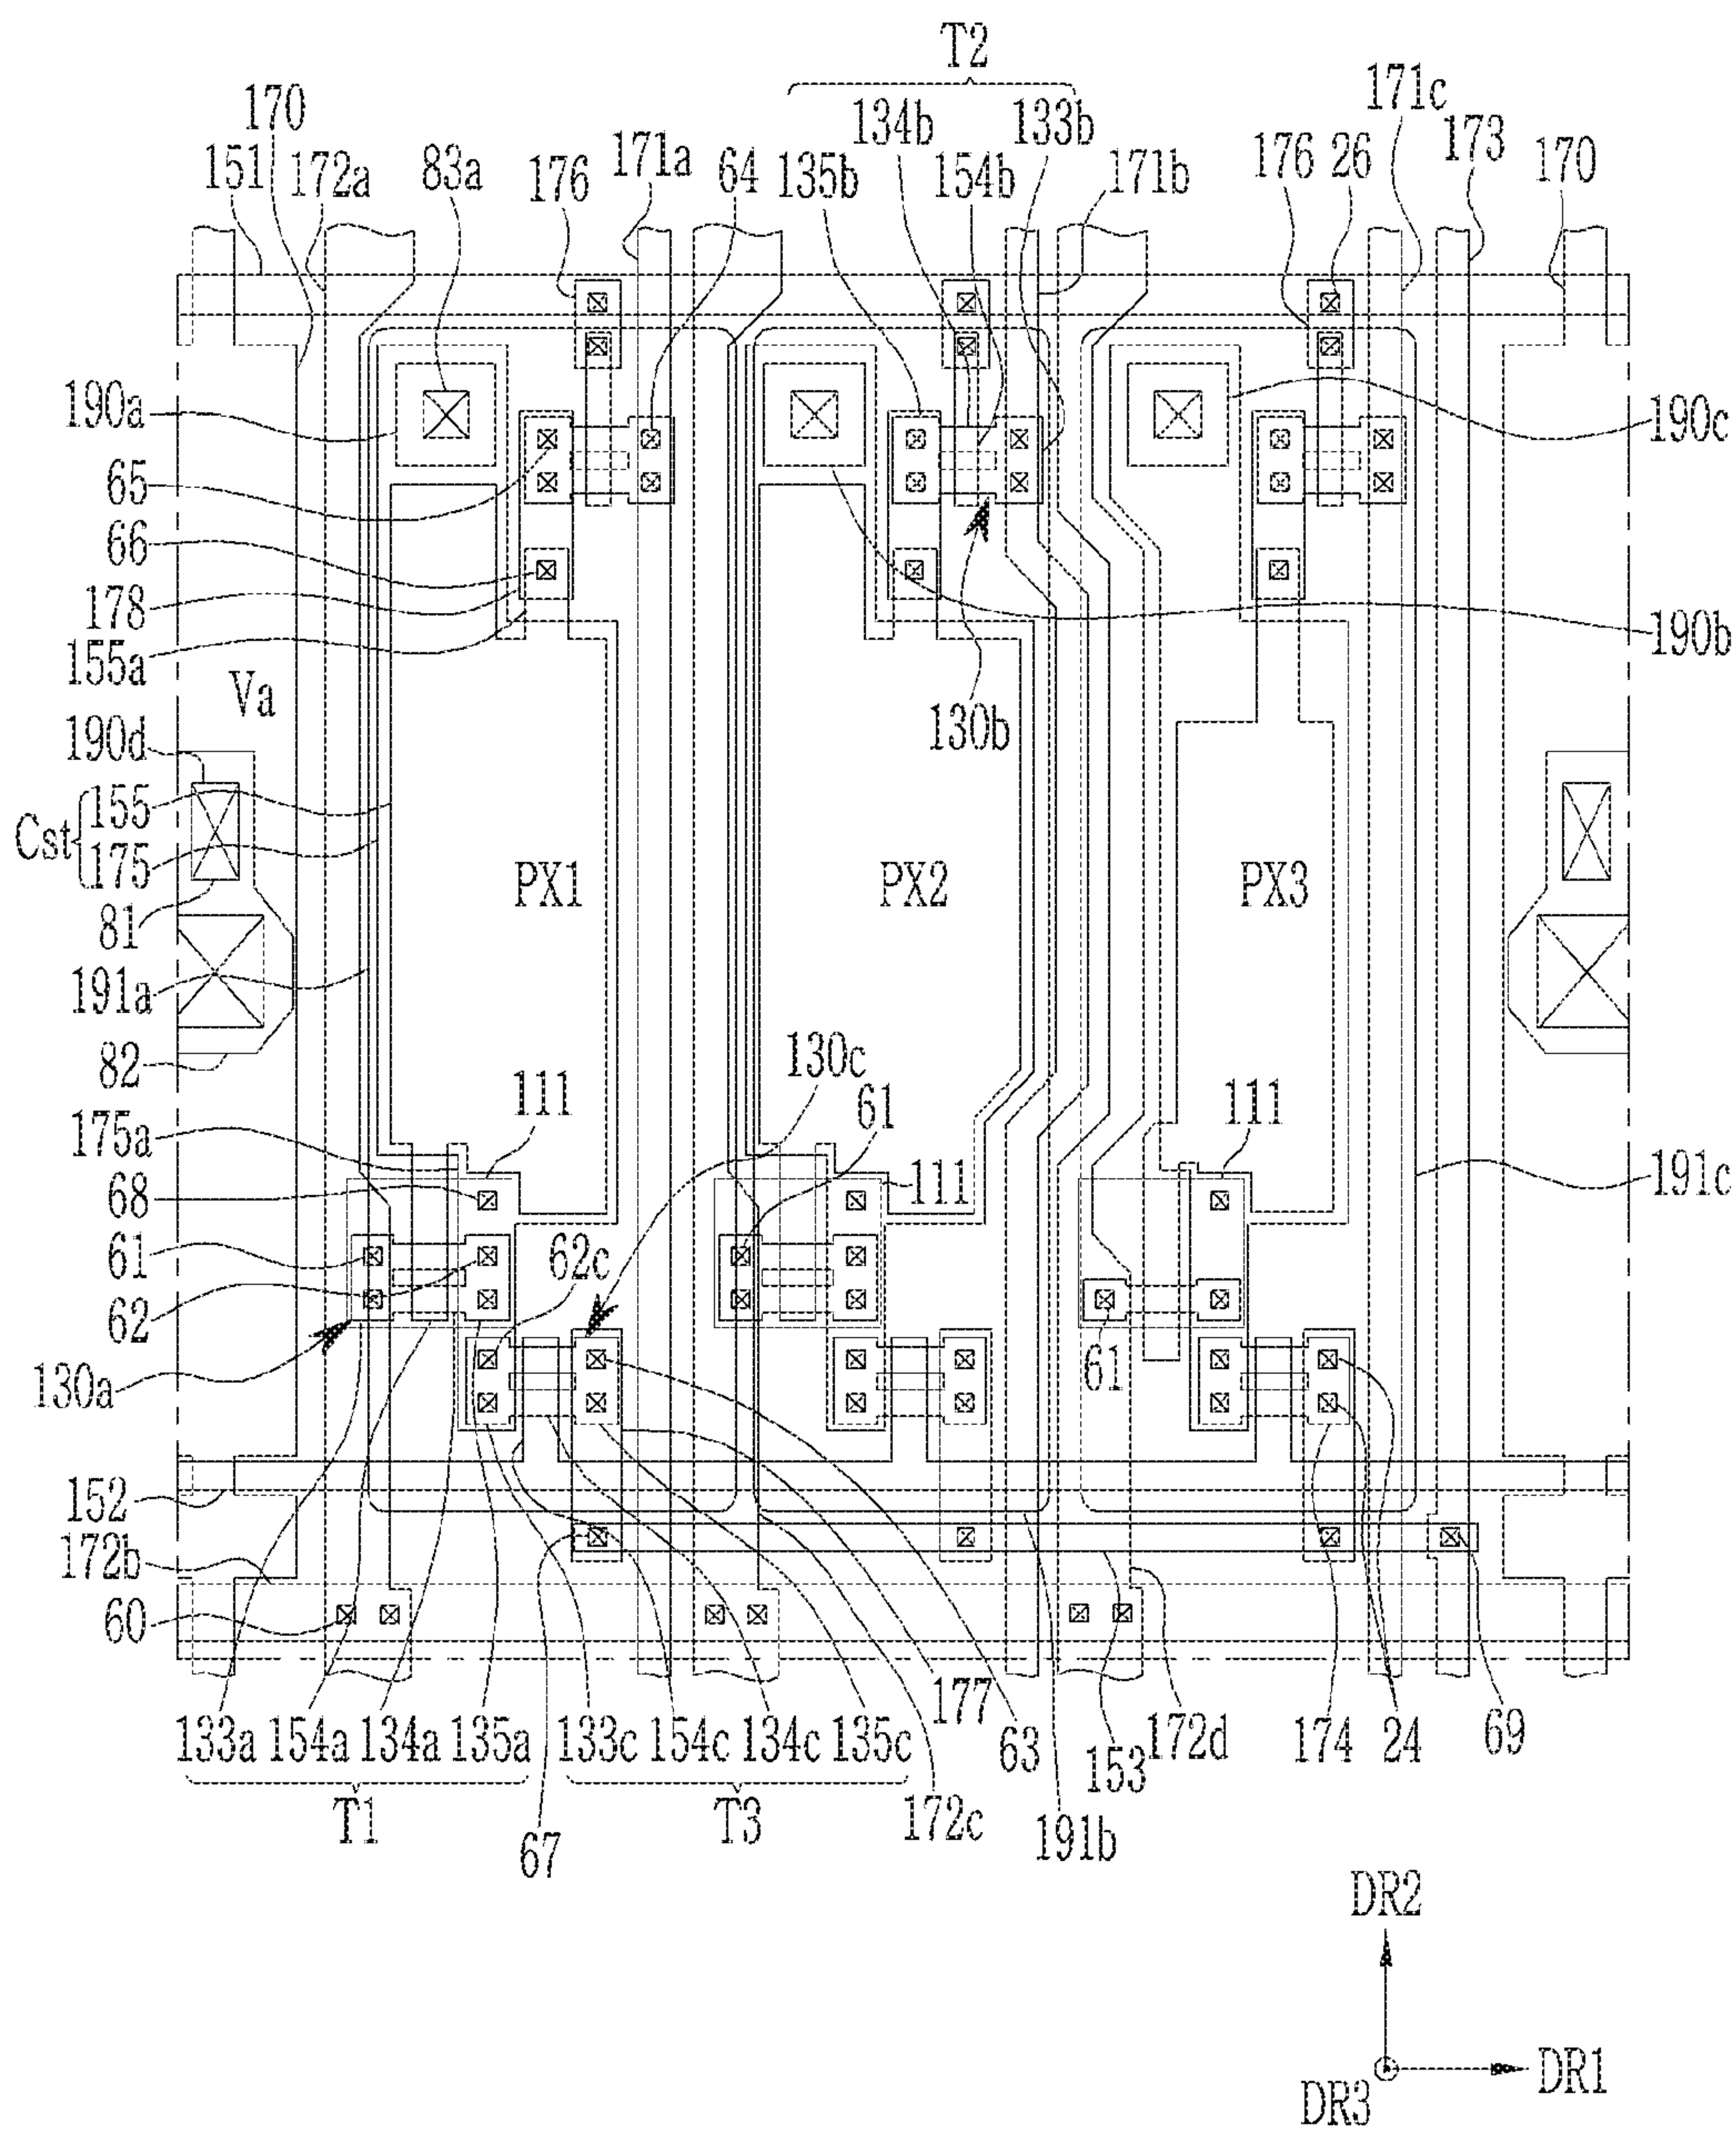 T2
170
134b
133b
171c
151
172a
83a
176
171a
64
135b
154b
171b
176
26
173
170
190a
190c
65
66
178
155a
190b
Va
130b
190d
155
Cst
175
PX1
PX2
PX3
81
191a
82
130c
111
61
111
175a
68
111
191c
61
62c
62
61
130a
152
172b
60
177
133a
154a
134a
135a
133c
154c
134c
135c
63
153
172d
174
24
69
T1
T3
67
172c
191b
DR2
DR1
DR3